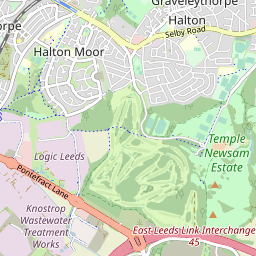 Graveleythorpe
Halton
Selby Road
Halton Moor
Temple
Newsam
Estate
Logic Leeds
Pontefract Lane
Knostrop
Wastewater
Treatment
Works
East Leeds Link Interchange
45